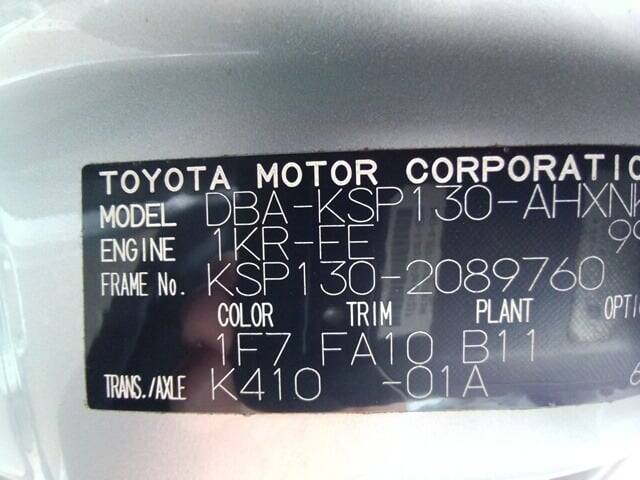 TOYOTA MOTOR CORPORATIO
MODEL DBA-KSP130-AHXN
ENGINE 1KR-FE 99
FRAME No. KSP130-2089760
COLOR TRIM PLANT OPTI
1F7 FA10 B11
TRANS./AXLE K410 -01A 6